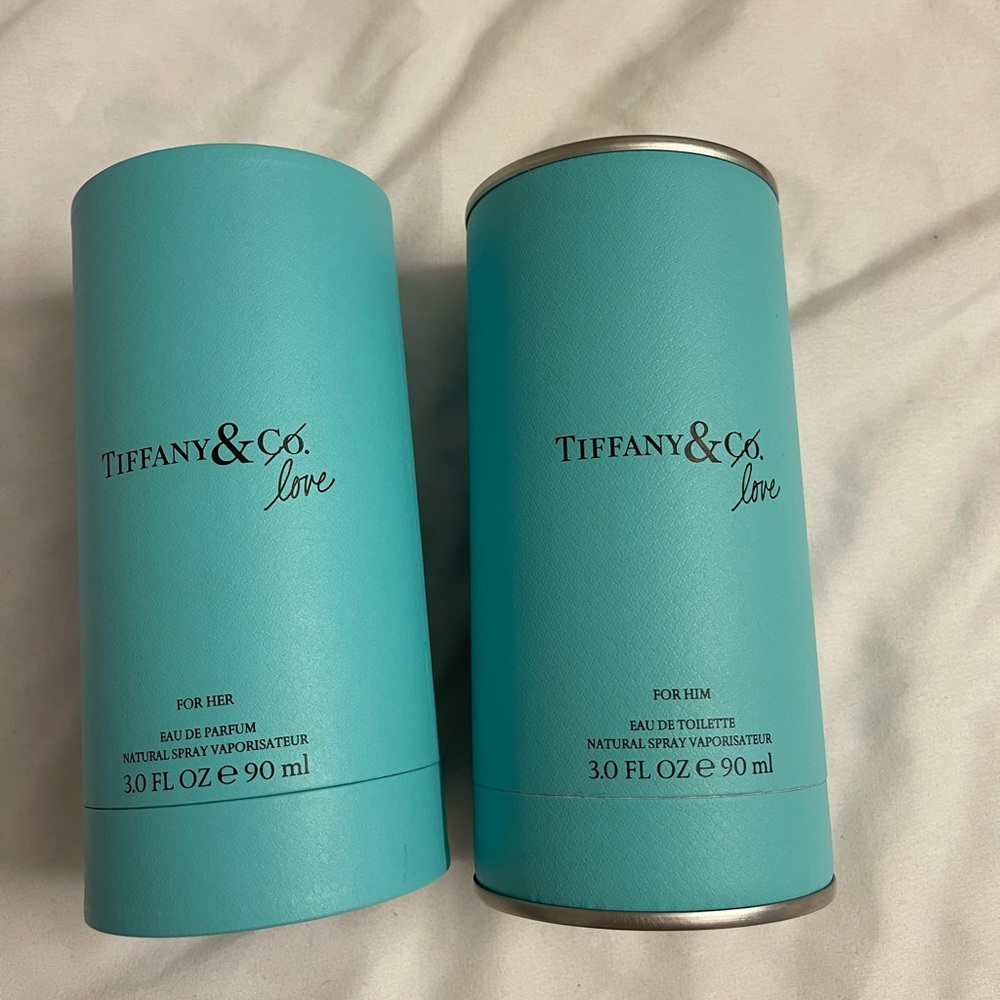 TIFFANY & Co.
love
FOR HER
EAU DE PARFUM
NATURAL SPRAY VAPORISATEUR
3.0 FL OZ ℮ 90 ml
TIFFANY & Co.
love
FOR HIM
EAU DE TOILETTE
NATURAL SPRAY VAPORISATEUR
3.0 FL OZ ℮ 90 ml